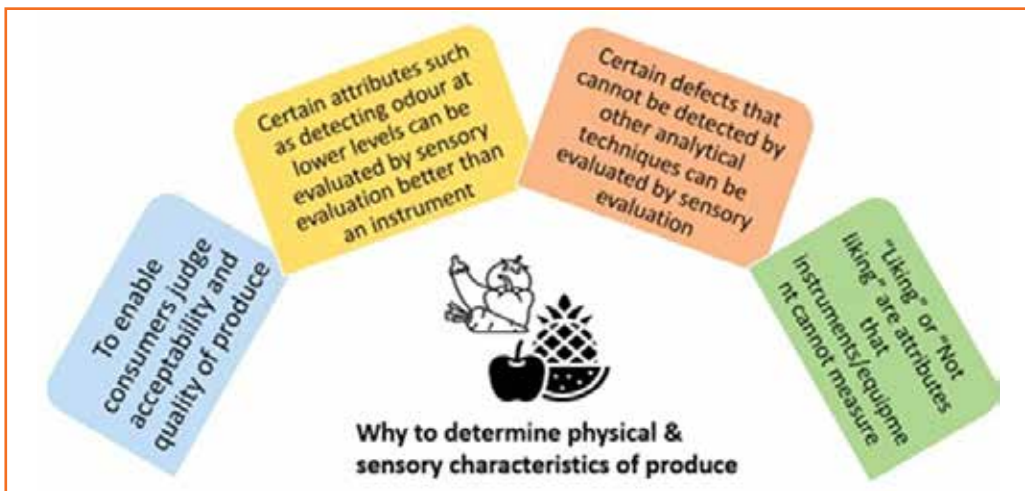 To enable
consumers judge
acceptability and
quality of produce
Certain attributes such
as detecting odour at
lower levels can be
evaluated by sensory
evaluation better than
an instrument
Certain defects that
cannot be detected by
other analytical
techniques can be
evaluated by sensory
evaluation
"Liking" or "Not
liking" are attributes
that
instruments/equipme
nt cannot measure
Why to determine physical &
sensory characteristics of produce